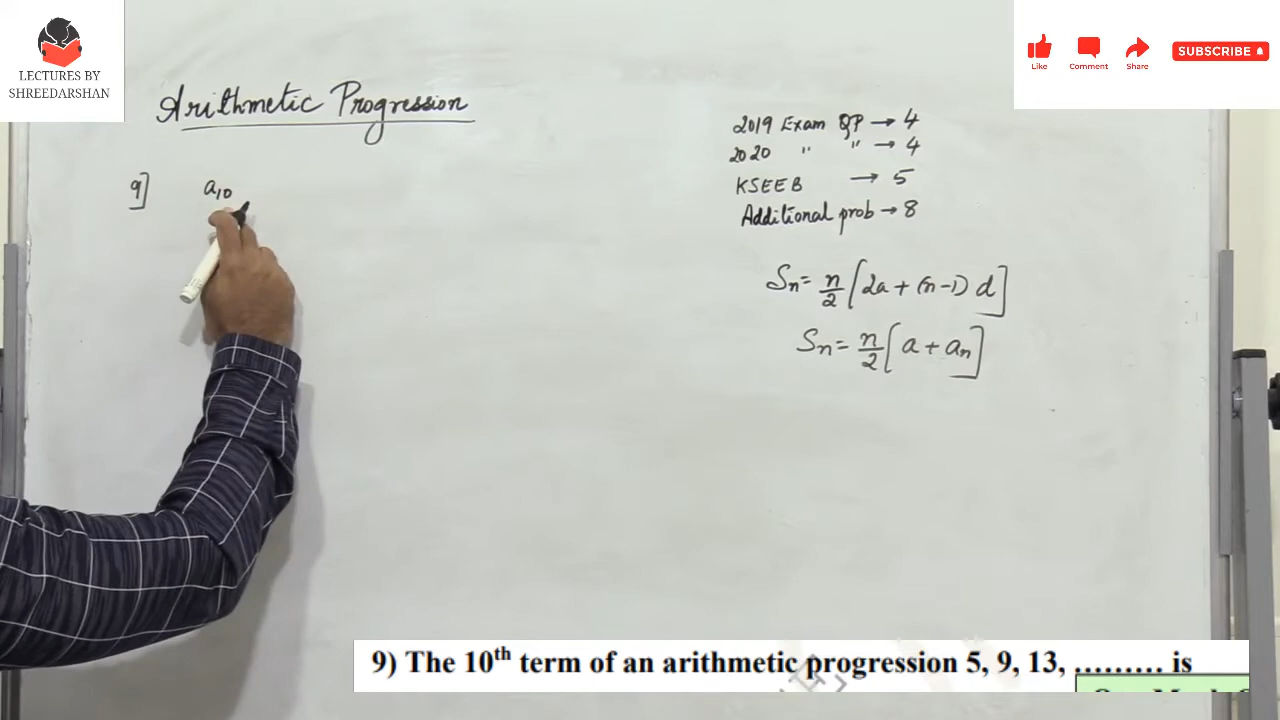 LECTURES BY
SHREEDARSHAN
Like Comment Share SUBSCRIBE
Arithmetic Progression
2019 Exam QP → 4
2020 " " → 4
KSEEB → 5
Additional prob → 8
9] a₁₀
Sₙ = n/2 [2a + (n-1) d]
Sₙ = n/2 [a + aₙ]
9) The 10ᵗʰ term of an arithmetic progression 5, 9, 13, ……… is